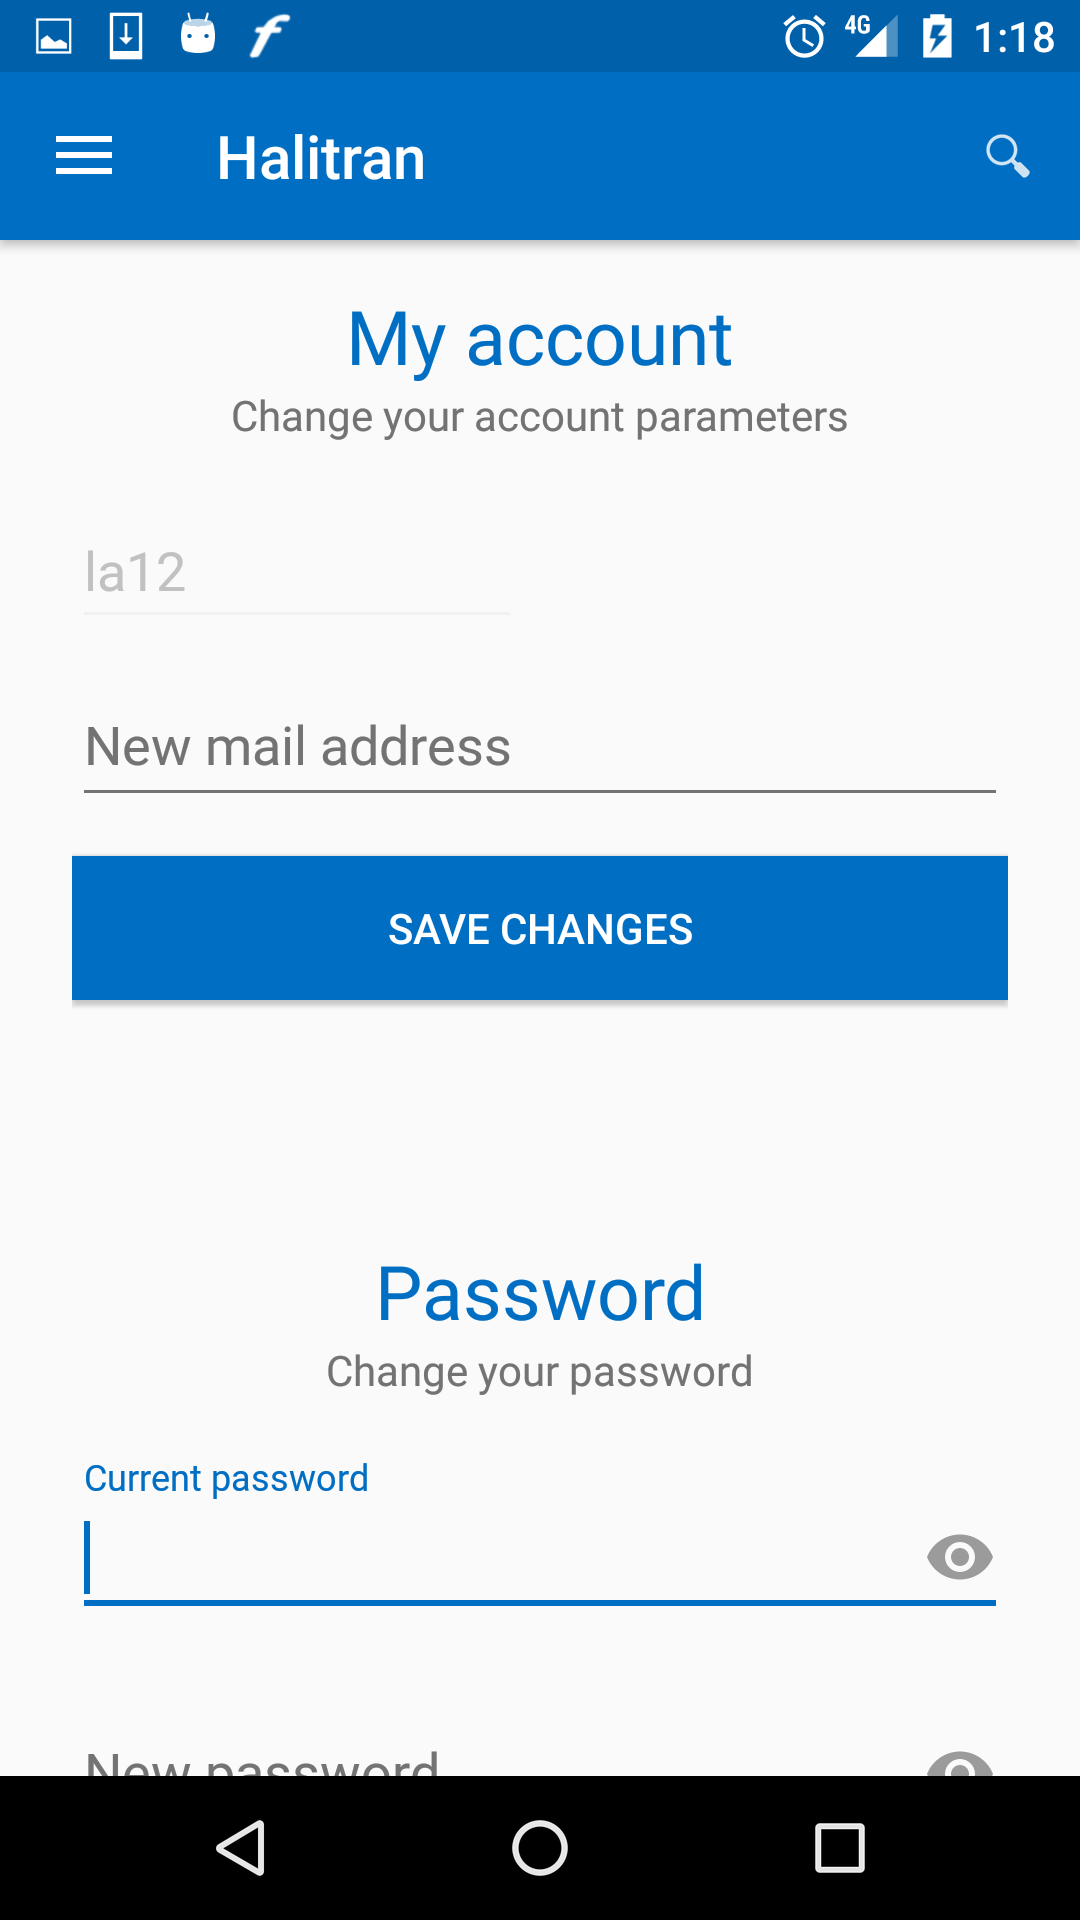 4G 1:18
Halitran
My account
Change your account parameters
la12
New mail address
SAVE CHANGES
Password
Change your password
Current password
New password